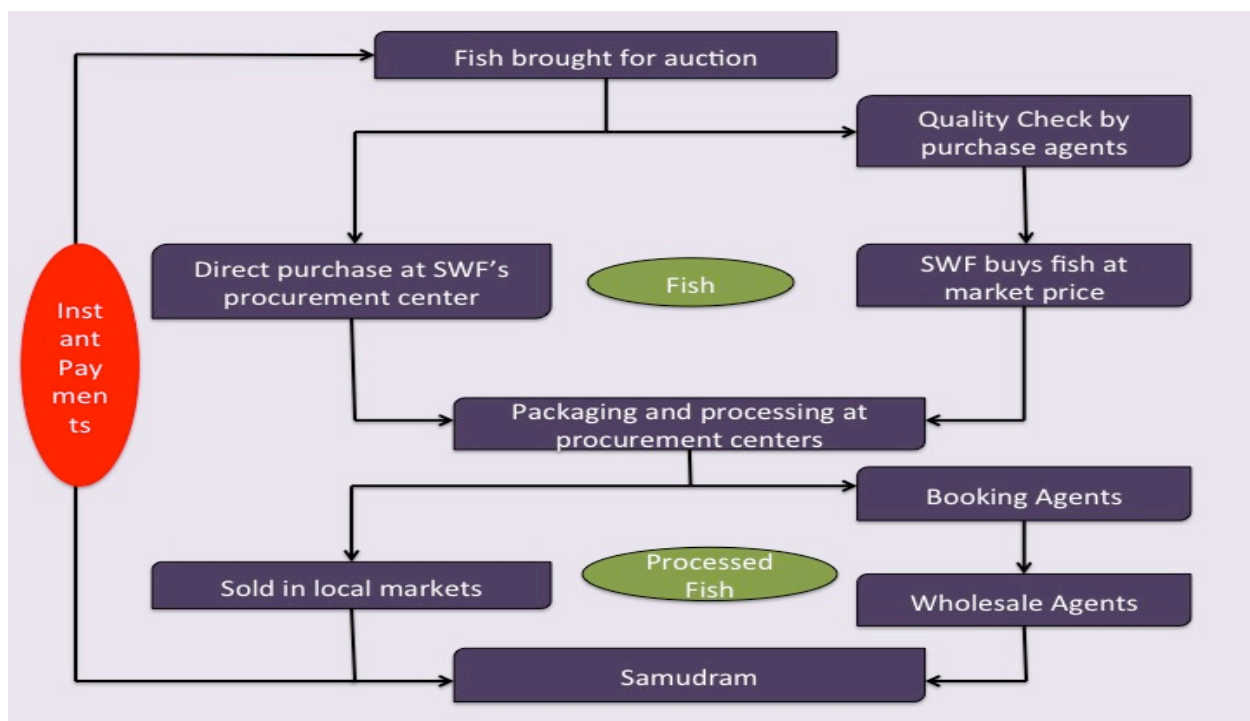 Fish brought for auction
Quality Check by
purchase agents
Direct purchase at SWF's
procurement center
Fish
SWF buys fish at
market price
Inst
ant
Pay
men
ts
Packaging and processing at
procurement centers
Booking Agents
Processed
Fish
Sold in local markets
Wholesale Agents
Samudram